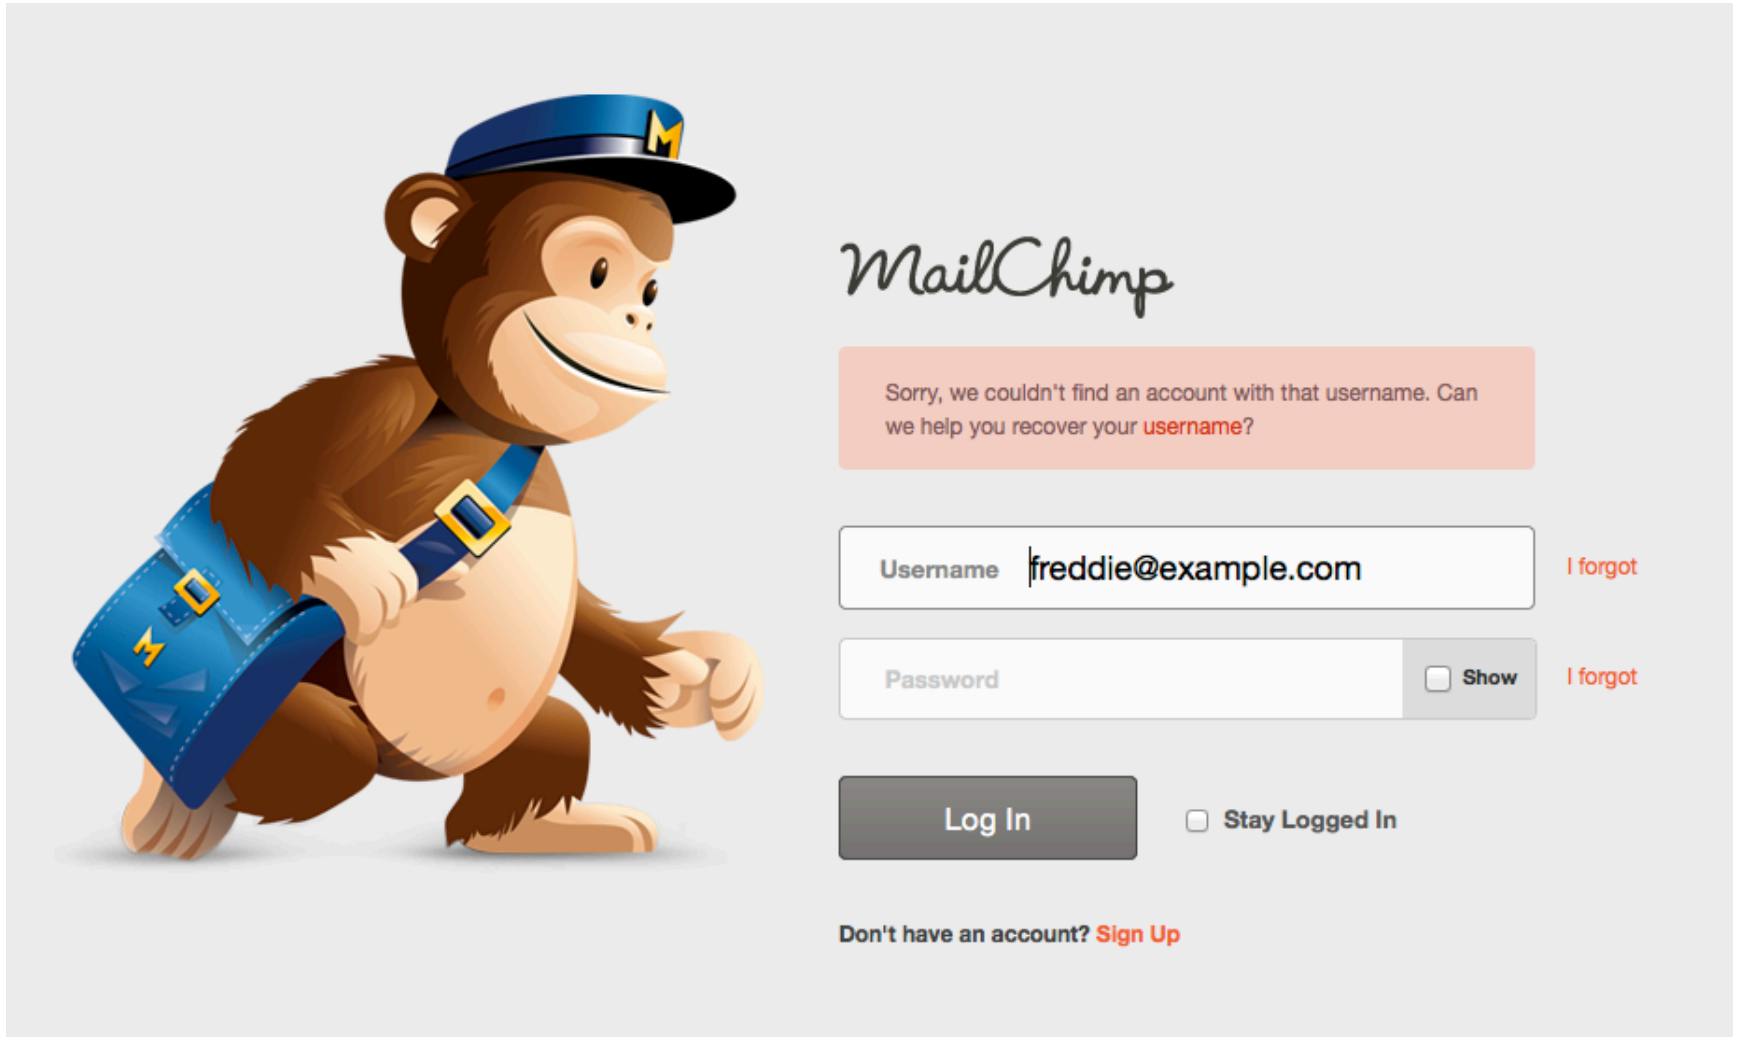 M
M
MailChimp
Sorry, we couldn't find an account with that username. Can
we help you recover your username?
Username freddie@example.com I forgot
Password Show I forgot
Log In Stay Logged In
Don't have an account? Sign Up